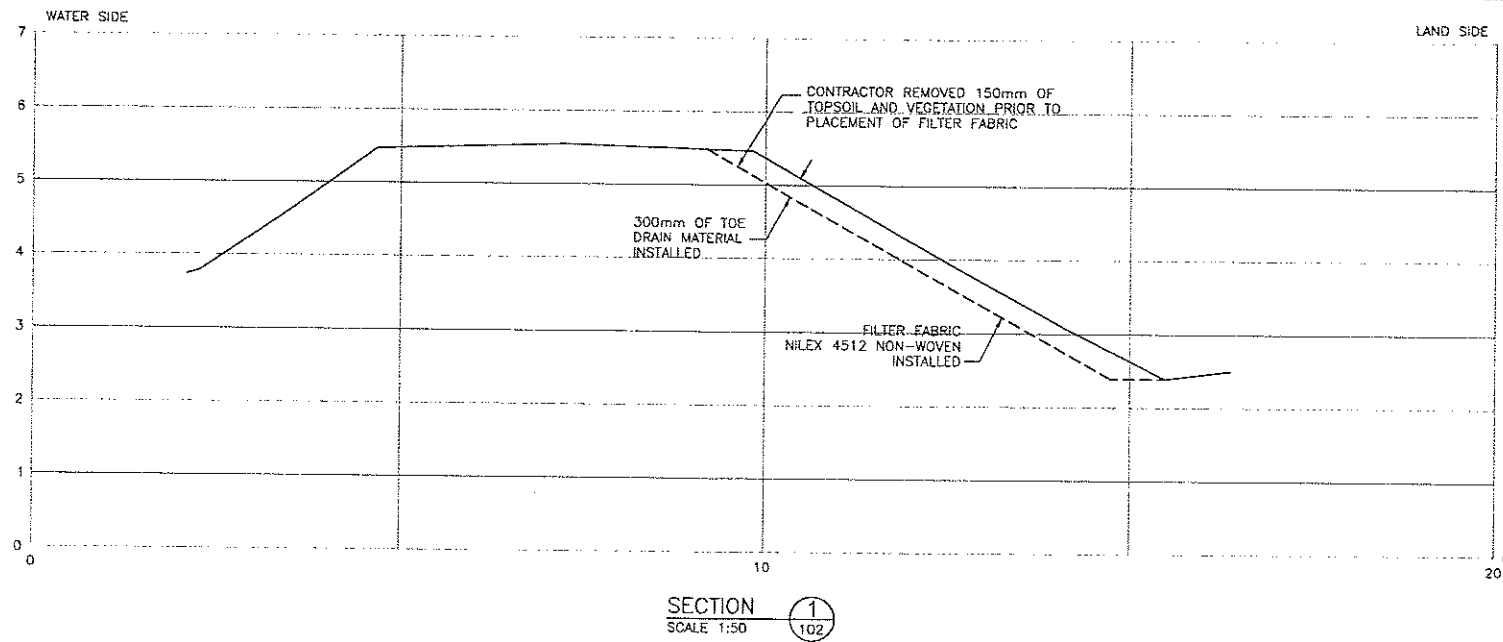 WATER SIDE
LAND SIDE
7
6
5
4
3
2
1
0
CONTRACTOR REMOVED 150mm OF
TOPSOIL AND VEGETATION PRIOR TO
PLACEMENT OF FILTER FABRIC
300mm OF TOE
DRAIN MATERIAL
INSTALLED
FILTER FABRIC
NILEX 4512 NON-WOVEN
INSTALLED
0
10
20
SECTION
SCALE 1:50
1
102